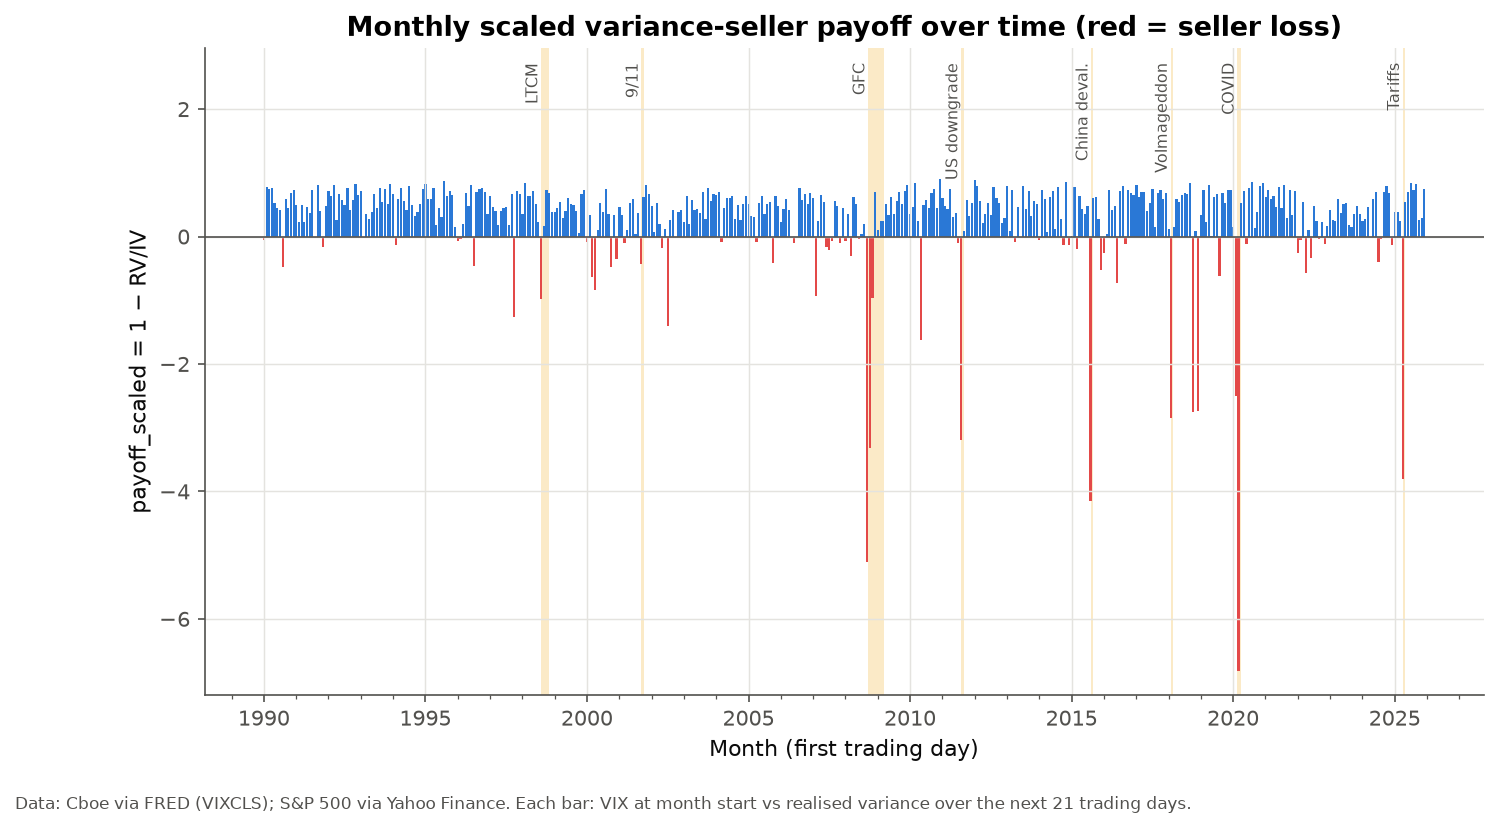 Monthly scaled variance-seller payoff over time (red = seller loss)
LTCM
9/11
GFC
US downgrade
China deval.
Volmageddon
COVID
Tariffs
payoff_scaled = 1 − RV/IV
2
0
−2
−4
−6
1990
1995
2000
2005
2010
2015
2020
2025
Month (first trading day)
Data: Cboe via FRED (VIXCLS); S&P 500 via Yahoo Finance. Each bar: VIX at month start vs realised variance over the next 21 trading days.